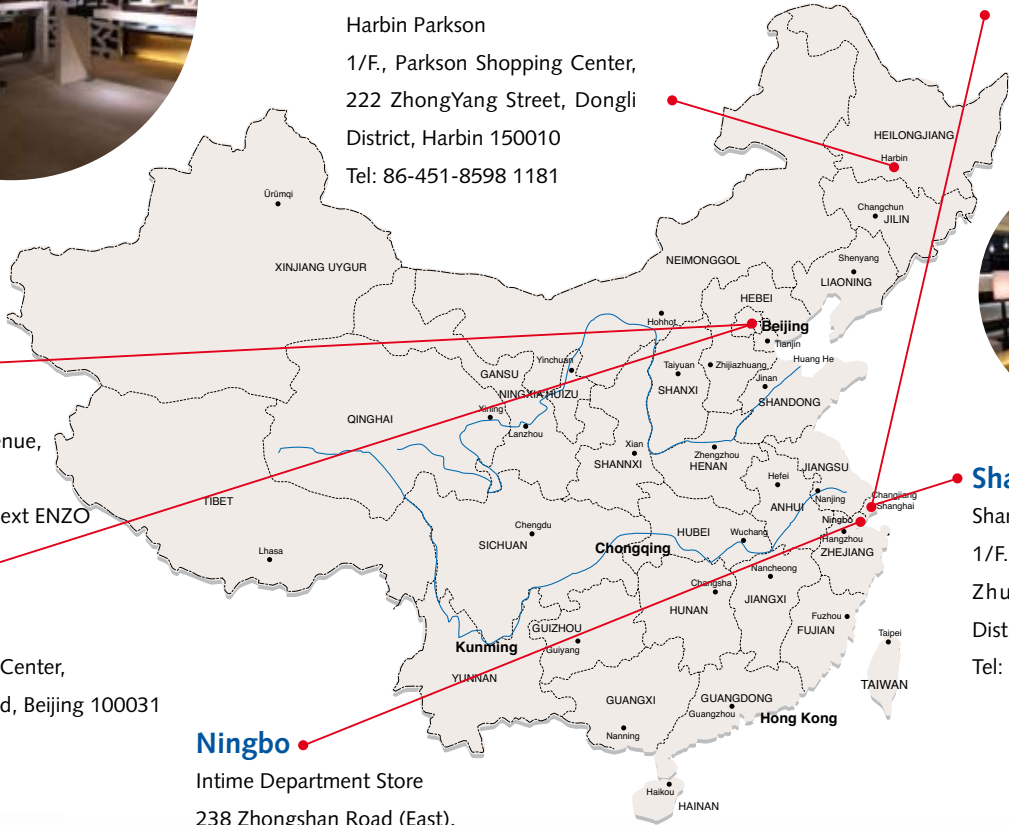 Harbin Parkson
1/F., Parkson Shopping Center,
222 ZhongYang Street, Dongli
District, Harbin 150010
Tel: 86-451-8598 1181
HEILONGJIANG
Harbin
Changchun
JILIN
Ürümqi
Shenyang
LIAONING
NEIMONGGOL
XINJIANG UYGUR
HEBEI
Hohhot
Beijing
Tianjin
Yinchuan
Taiyuan
Zhijiazhuang
Huang He
GANSU
Jinan
NINGXIA HUIZU
SHANXI
SHANDONG
Xining
QINGHAI
Lanzhou
Xian
SHANNXI
Zhengzhou
HENAN
enue,
JIANGSU
Hefei
Nanjing
Changjiang
Shanghai
ANHUI
TIBET
ext ENZO
Ningbo
Hangzhou
ZHEJIANG
Chengdu
SICHUAN
HUBEI
Wuchang
Chongqing
Lhasa
Nancheong
Changsha
JIANGXI
HUNAN
GUIZHOU
Guiyang
Fuzhou
FUJIAN
Taipei
Kunming
YUNNAN
TAIWAN
GUANGXI
GUANGDONG
Guangzhou
Hong Kong
Nanning
Haikou
HAINAN
Center,
d, Beijing 100031
Ningbo
Intime Department Store
238 Zhongshan Road (East),
Sha
Shan
1/F.
Zhu
Dist
Tel: